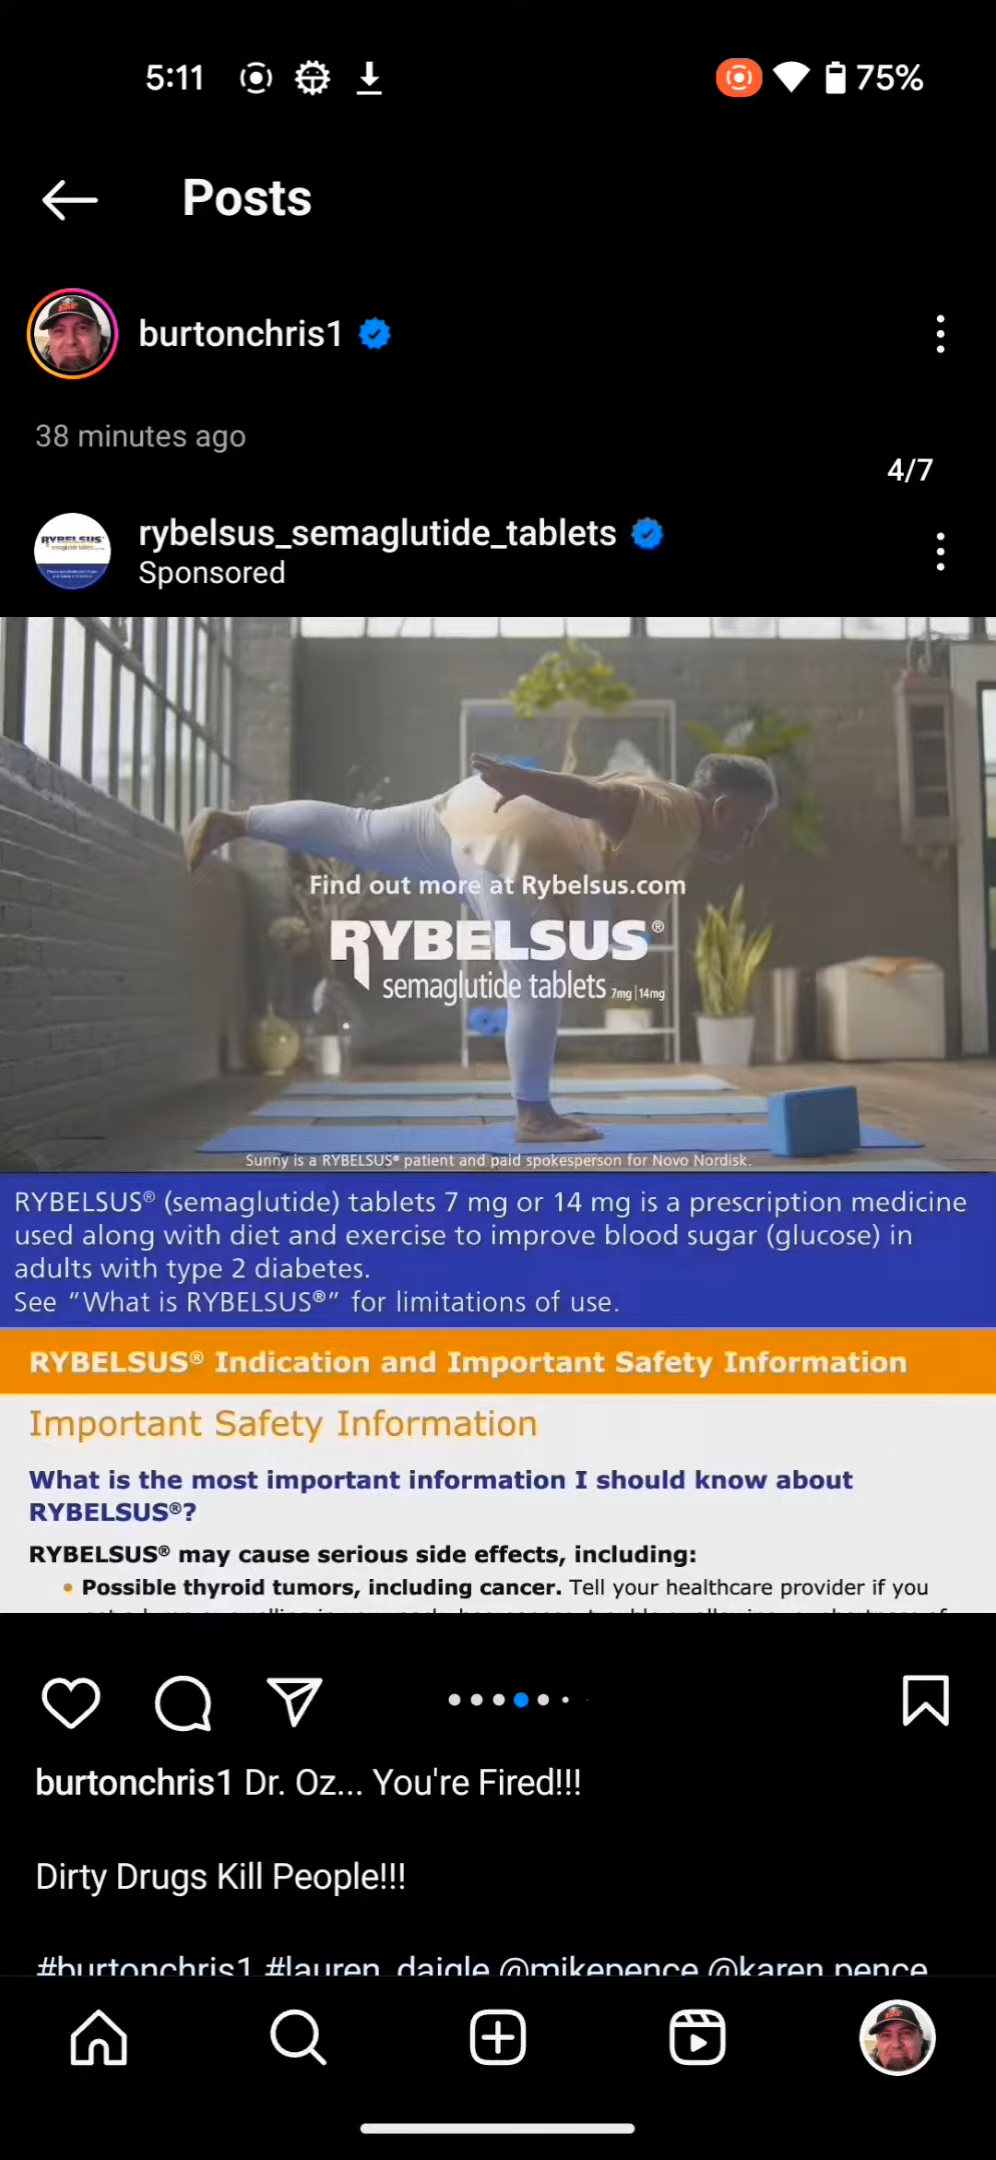 5:11 75%
Posts
burtonchris1
38 minutes ago
4/7
RYBELSUS
rybelsus_semaglutide_tablets
Sponsored
Find out more at Rybelsus.com
RYBELSUS®
semaglutide tablets 7mg|14mg
Sunny is a RYBELSUS® patient and paid spokesperson for Novo Nordisk.
RYBELSUS® (semaglutide) tablets 7 mg or 14 mg is a prescription medicine
used along with diet and exercise to improve blood sugar (glucose) in
adults with type 2 diabetes.
See “What is RYBELSUS®” for limitations of use.
RYBELSUS® Indication and Important Safety Information
Important Safety Information
What is the most important information I should know about
RYBELSUS®?
RYBELSUS® may cause serious side effects, including:
• Possible thyroid tumors, including cancer. Tell your healthcare provider if you
burtonchris1 Dr. Oz... You're Fired!!!
Dirty Drugs Kill People!!!
#burtonchris1 #lauren_daigle @mikepence @karen.pence